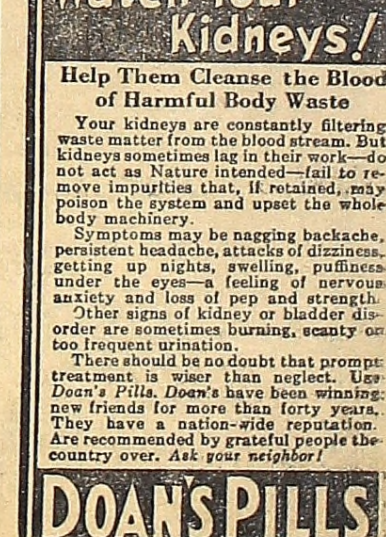 Kidneys!
Help Them Cleanse the Blood
of Harmful Body Waste
Your kidneys are constantly filtering
waste matter from the blood stream. But
kidneys sometimes lag in their work—do
not act as Nature intended—fail to re-
move impurities that, if retained, may
poison the system and upset the whole
body machinery.
Symptoms may be nagging backache,
persistent headache, attacks of dizziness,
getting up nights, swelling, puffiness
under the eyes—a feeling of nervous
anxiety and loss of pep and strength.
Other signs of kidney or bladder dis-
order are sometimes burning, scanty or
too frequent urination.
There should be no doubt that prompt
treatment is wiser than neglect. Use
Doan's Pills. Doan's have been winning
new friends for more than forty years.
They have a nation-wide reputation.
Are recommended by grateful people the
country over. Ask your neighbor!
DOAN'S PILLS